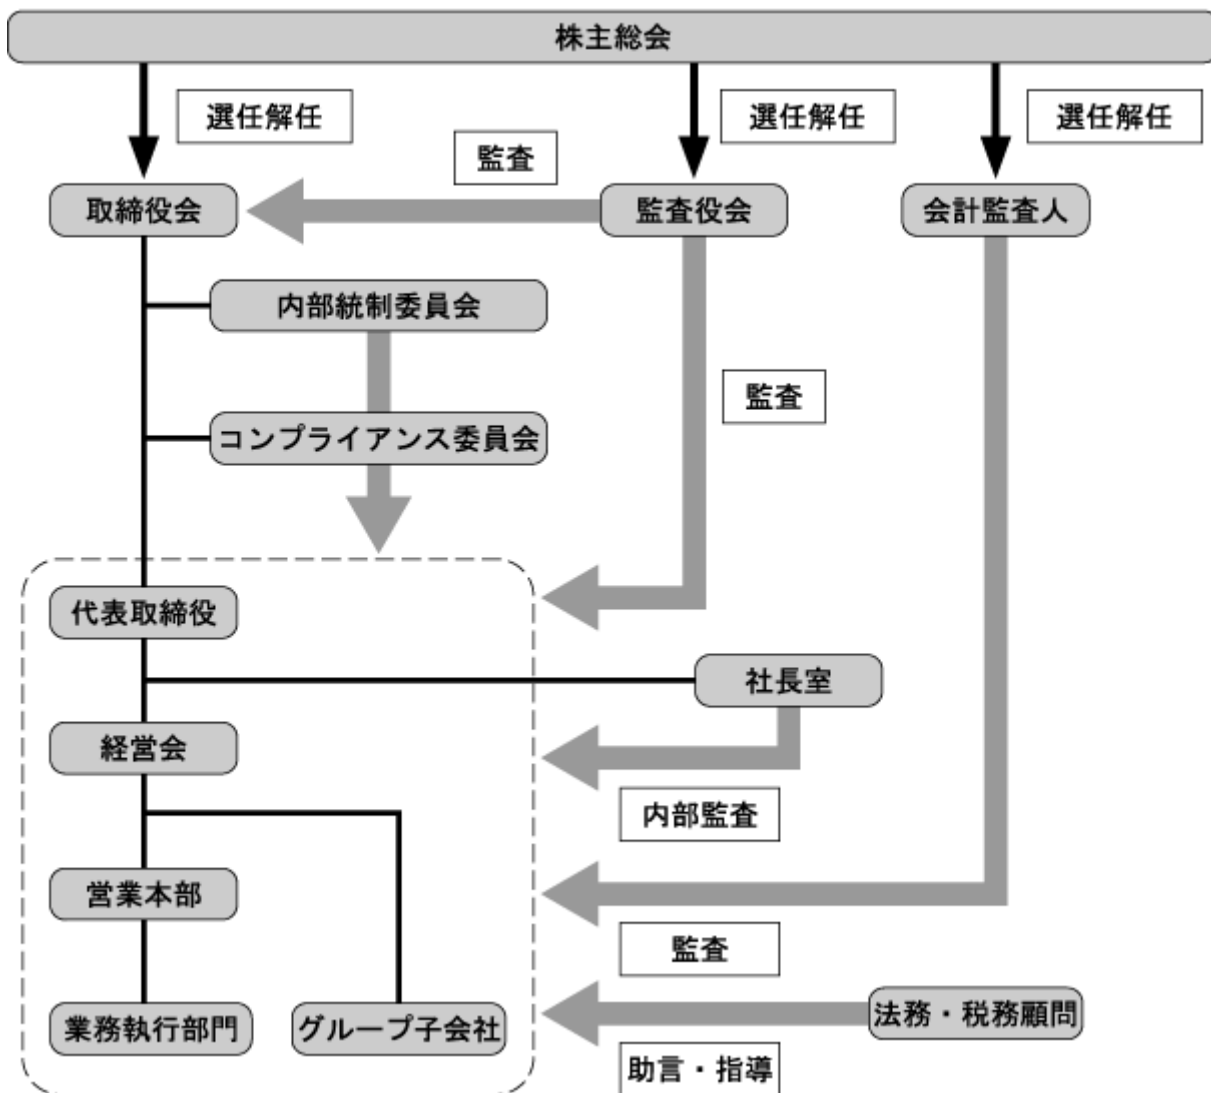 株主総会
選任解任
選任解任
選任解任
監査
取締役会
監査役会
会計監査人
内部統制委員会
監査
コンプライアンス委員会
代表取締役
社長室
経営会
内部監査
営業本部
監査
業務執行部門
グループ子会社
法務・税務顧問
助言・指導